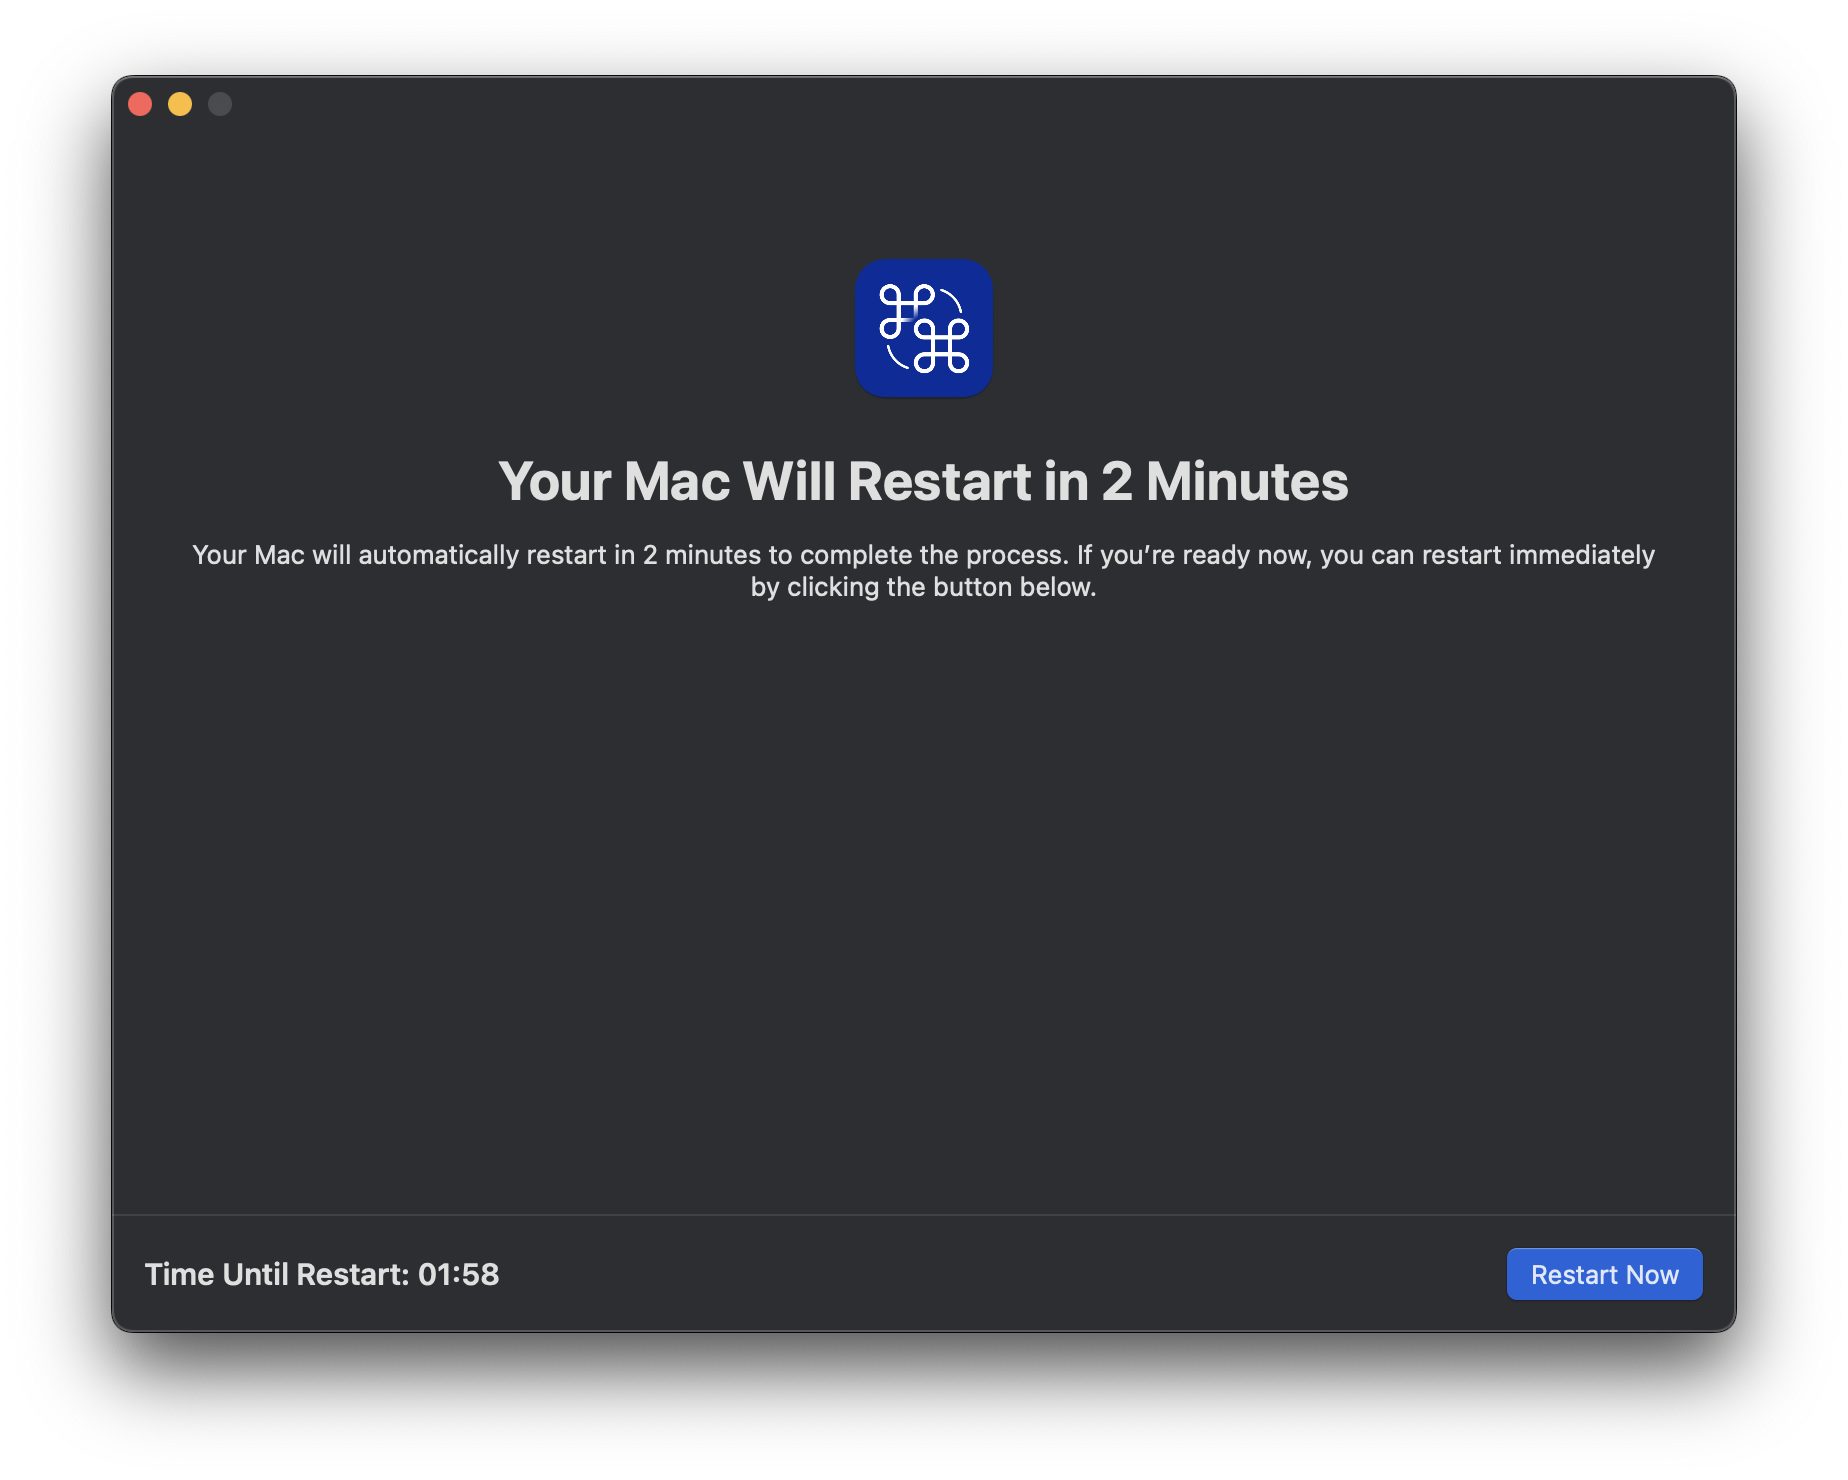 Your Mac Will Restart in 2 Minutes
Your Mac will automatically restart in 2 minutes to complete the process. If you’re ready now, you can restart immediately
by clicking the button below.
Time Until Restart: 01:58
Restart Now